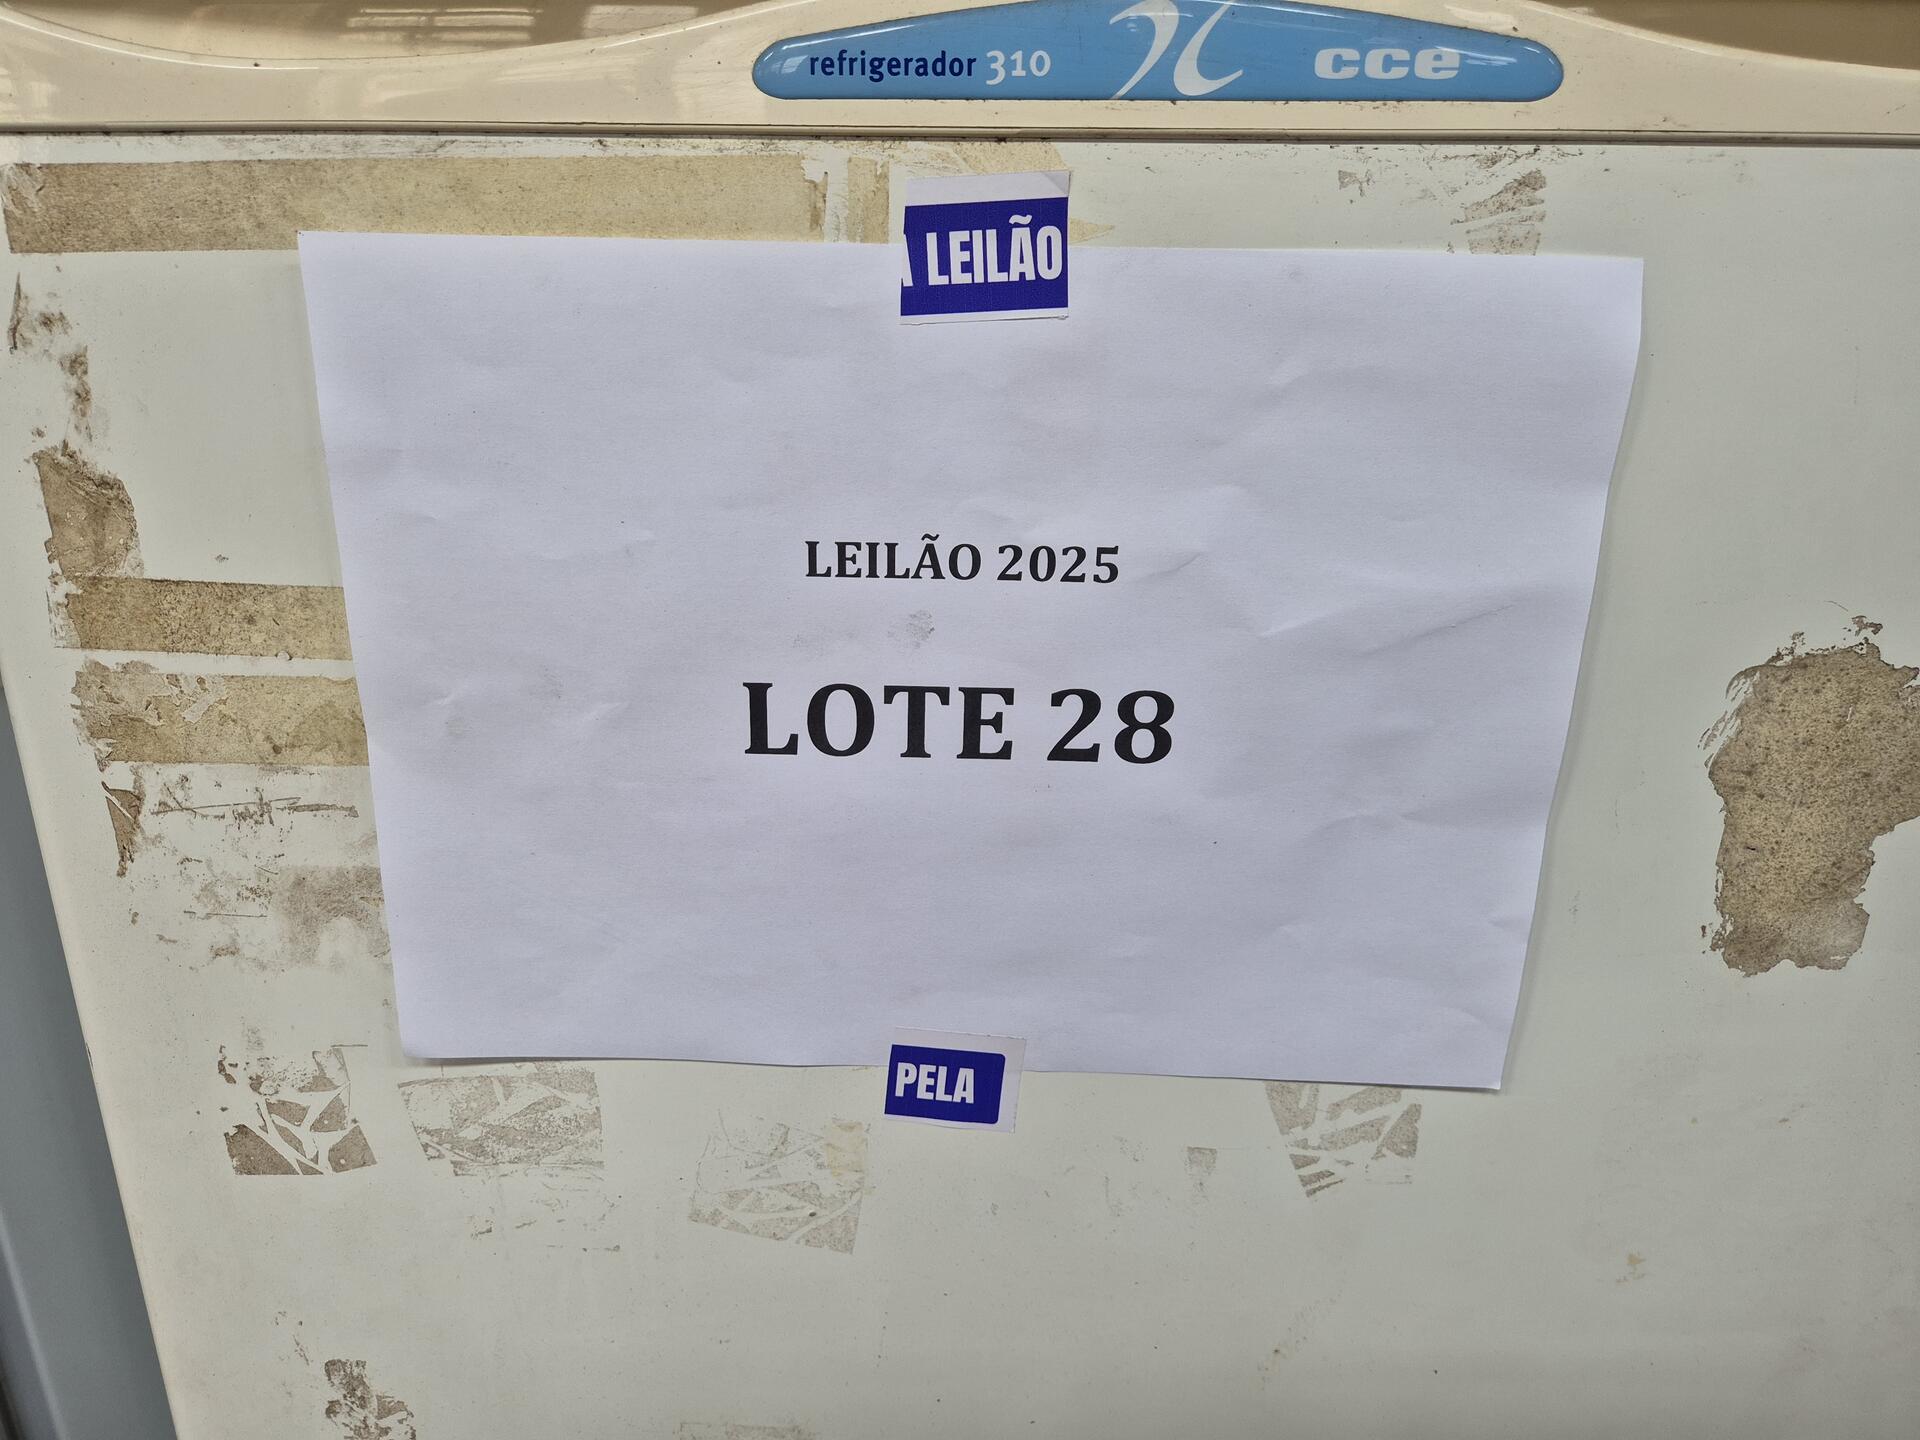 refrigerador 310 cce
LEILÃO
LEILÃO 2025
LOTE 28
PELA